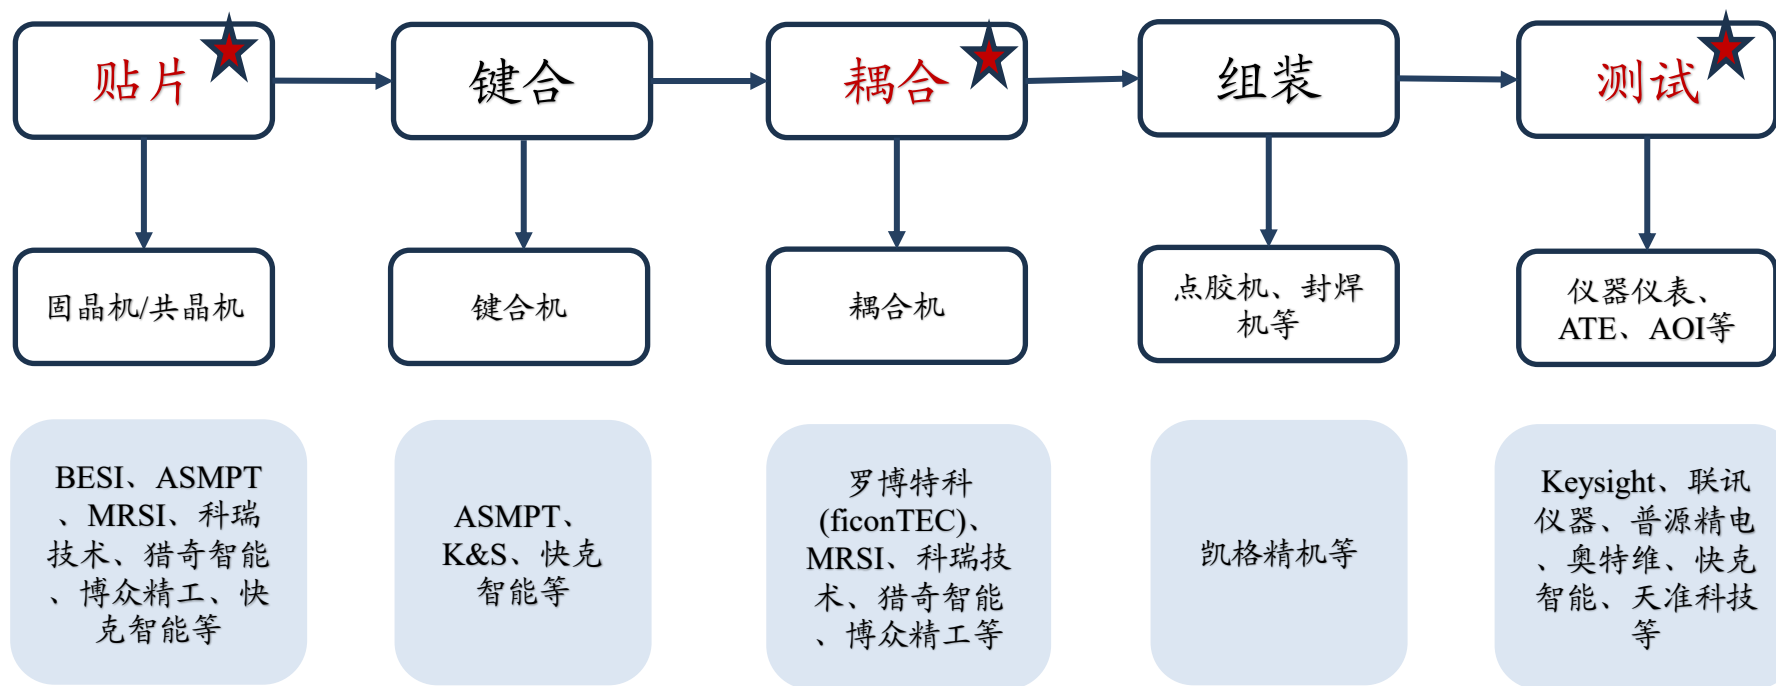 贴片
键合
耦合
组装
测试
固晶机/共晶机
键合机
耦合机
点胶机、封焊
机等
仪器仪表、
ATE、AOI等
BESI、ASMPT
、MRSI、科瑞
技术、猎奇智能
、博众精工、快
克智能等
ASMPT、
K&S、快克
智能等
罗博特科
(ficonTEC)、
MRSI、科瑞技
术、猎奇智能
、博众精工等
凯格精机等
Keysight、联讯
仪器、普源精电
、奥特维、快克
智能、天准科技
等